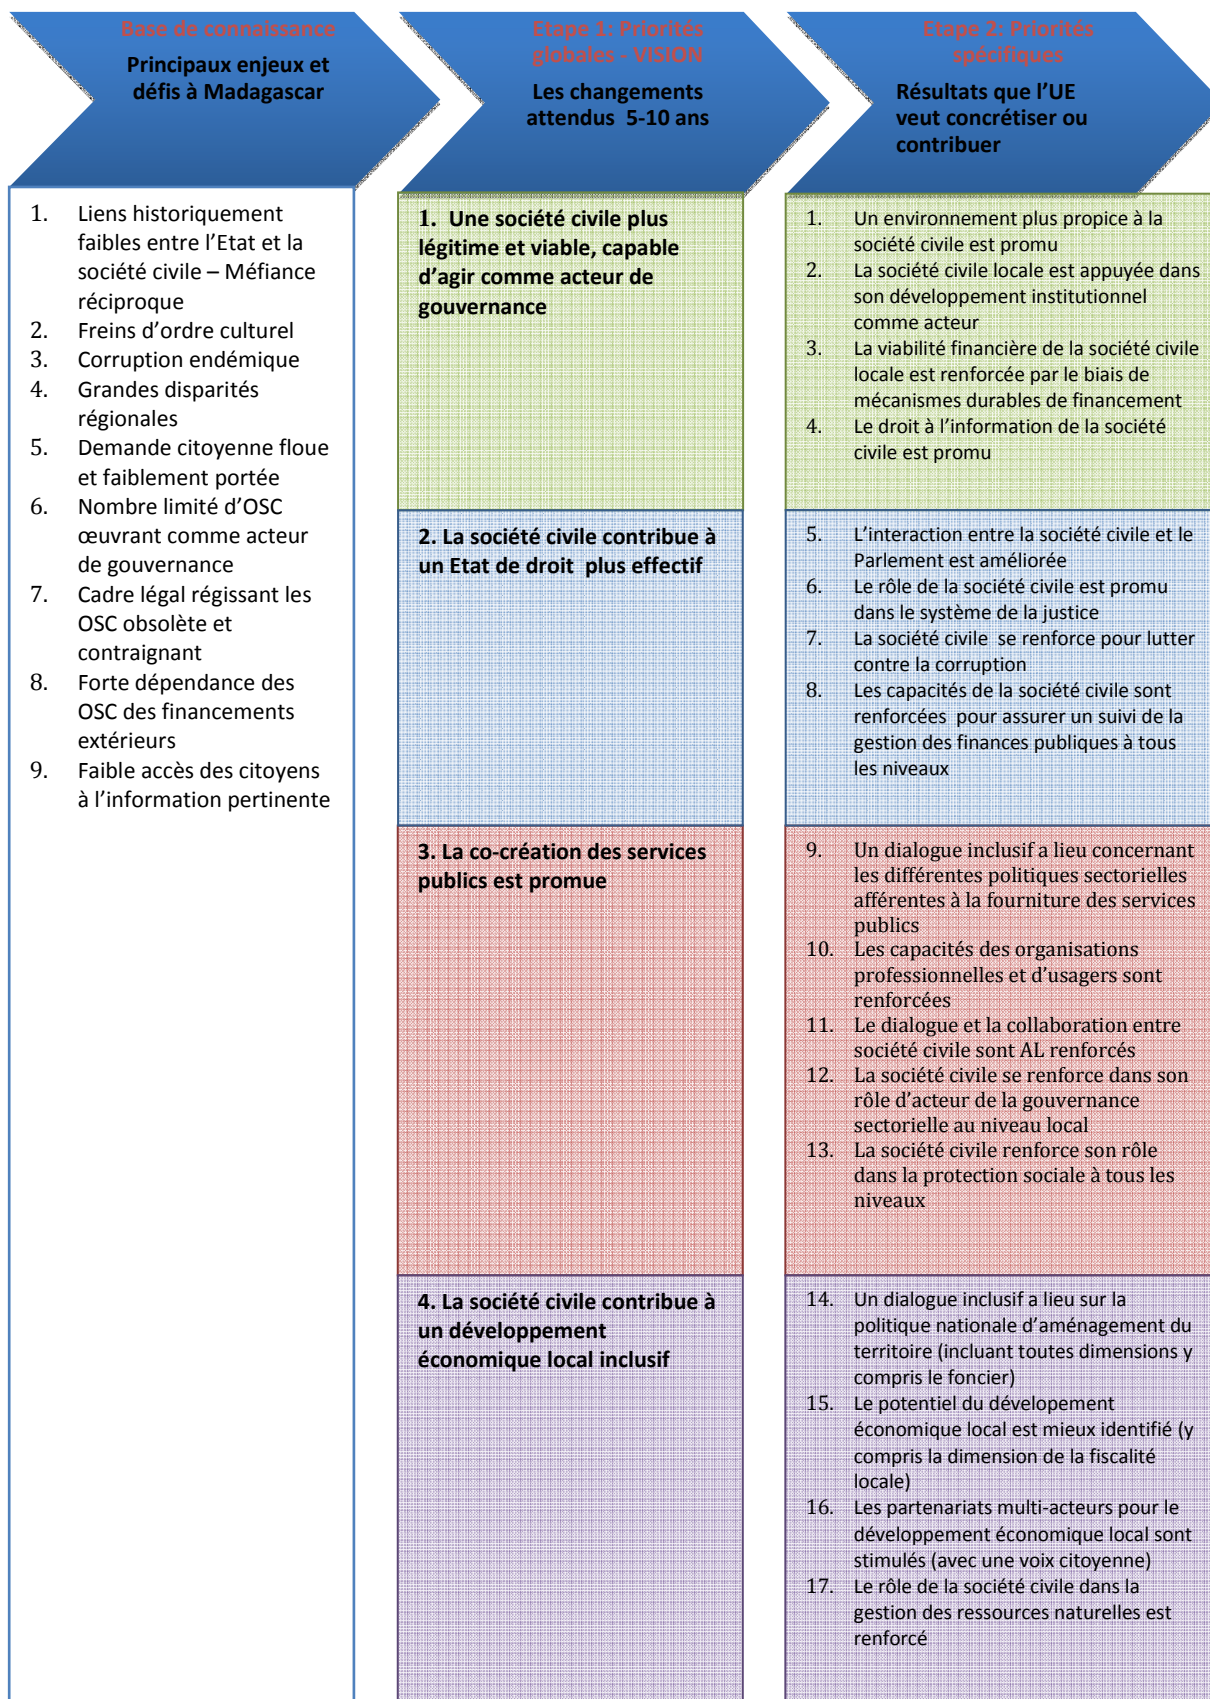 Base de connaissance
Principaux enjeux et
défis à Madagascar
Etape 1: Priorités
globales - VISION
Les changements
attendus 5-10 ans
Etape 2: Priorités
spécifiques
Résultats que l'UE
veut concrétiser ou
contribuer
1. Liens historiquement
faibles entre l'Etat et la
société civile – Méfiance
réciproque
2. Freins d'ordre culturel
3. Corruption endémique
4. Grandes disparités
régionales
5. Demande citoyenne floue
et faiblement portée
6. Nombre limité d'OSC
œuvrant comme acteur
de gouvernance
7. Cadre légal régissant les
OSC obsolète et
contraignant
8. Forte dépendance des
OSC des financements
extérieurs
9. Faible accès des citoyens
à l'information pertinente
1. Une société civile plus
légitime et viable, capable
d'agir comme acteur de
gouvernance
1. Un environnement plus propice à la
société civile est promu
2. La société civile locale est appuyée dans
son développement institutionnel
comme acteur
3. La viabilité financière de la société civile
locale est renforcée par le biais de
mécanismes durables de financement
4. Le droit à l'information de la société
civile est promu
2. La société civile contribue à
un Etat de droit plus effectif
5. L'interaction entre la société civile et le
Parlement est améliorée
6. Le rôle de la société civile est promu
dans le système de la justice
7. La société civile se renforce pour lutter
contre la corruption
8. Les capacités de la société civile sont
renforcées pour assurer un suivi de la
gestion des finances publiques à tous
les niveaux
3. La co-création des services
publics est promue
9. Un dialogue inclusif a lieu concernant
les différentes politiques sectorielles
afférentes à la fourniture des services
publics
10. Les capacités des organisations
professionnelles et d'usagers sont
renforcées
11. Le dialogue et la collaboration entre
société civile sont AL renforcés
12. La société civile se renforce dans son
rôle d'acteur de la gouvernance
sectorielle au niveau local
13. La société civile renforce son rôle
dans la protection sociale à tous les
niveaux
4. La société civile contribue à
un développement
économique local inclusif
14. Un dialogue inclusif a lieu sur la
politique nationale d'aménagement du
territoire (incluant toutes dimensions y
compris le foncier)
15. Le potentiel du dévelopement
économique local est mieux identifié (y
compris la dimension de la fiscalité
locale)
16. Les partenariats multi-acteurs pour le
développement économique local sont
stimulés (avec une voix citoyenne)
17. Le rôle de la société civile dans la
gestion des ressources naturelles est
renforcé